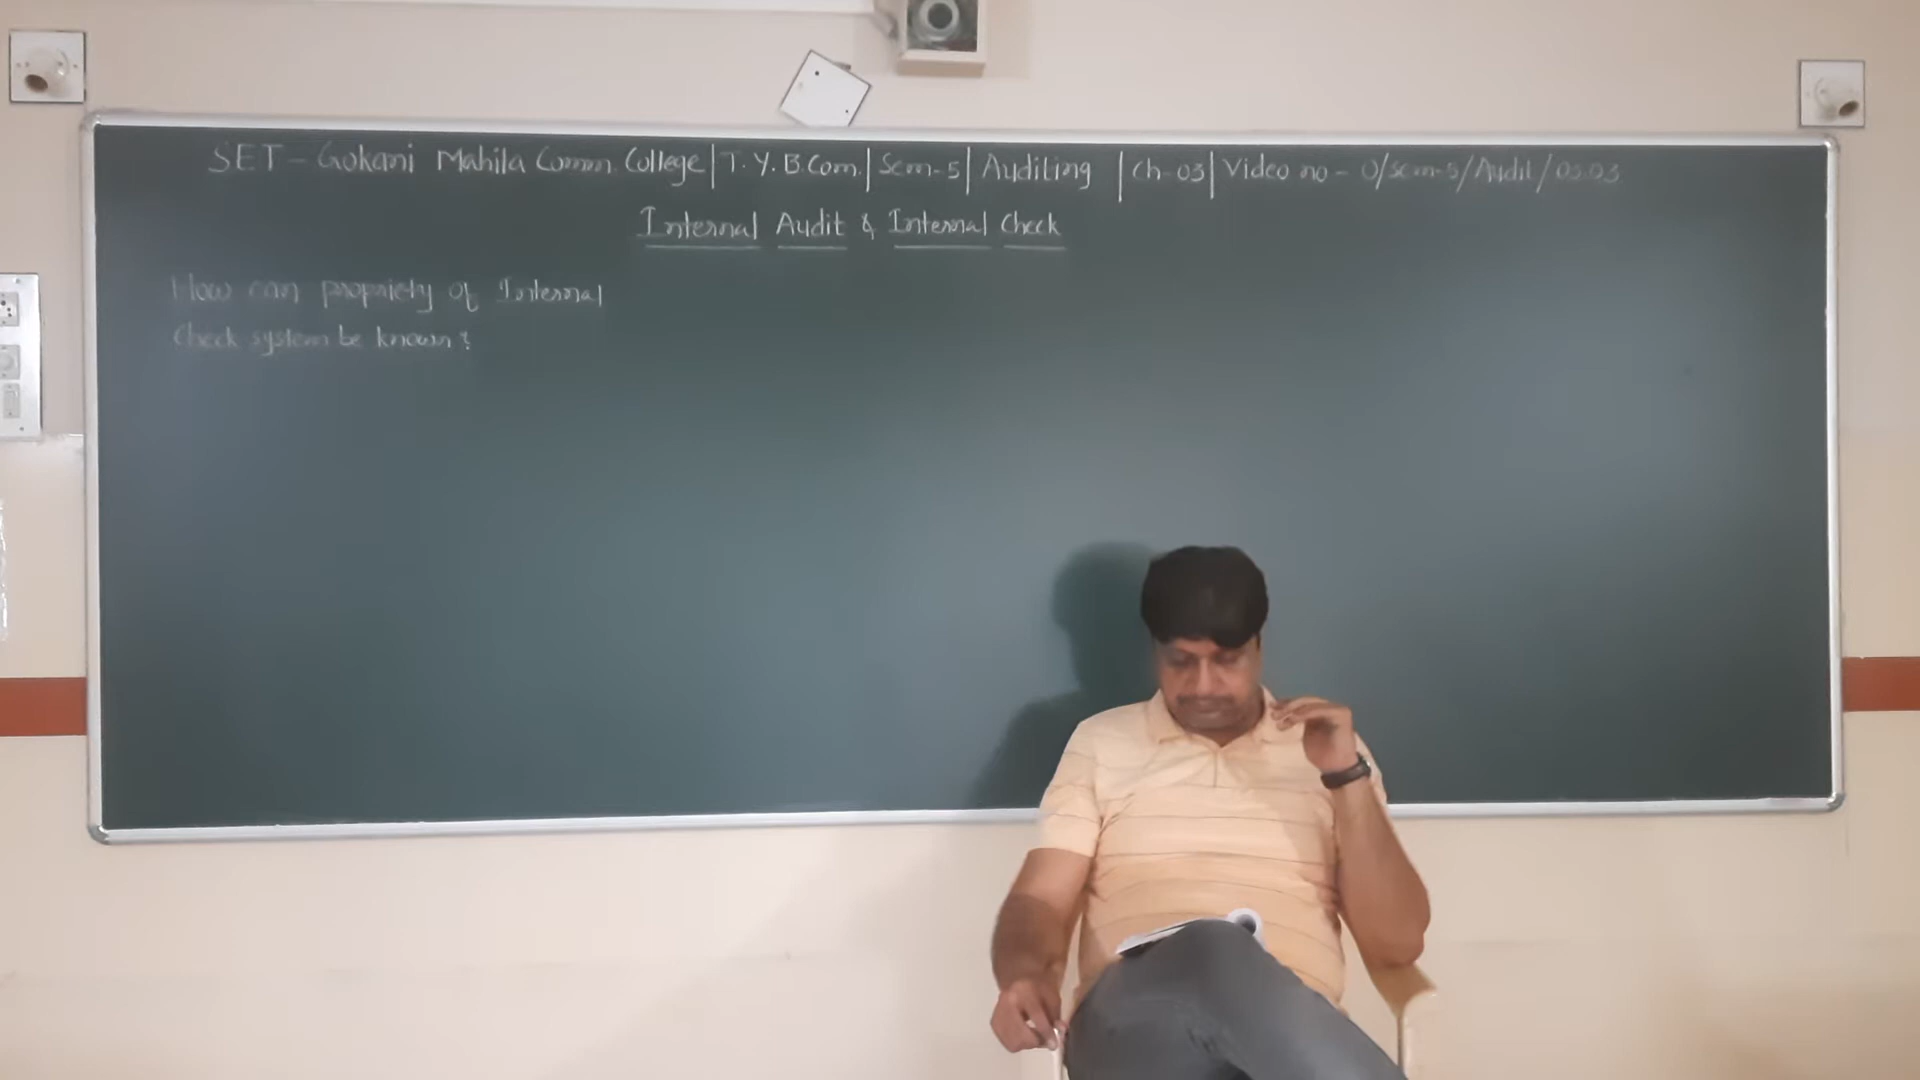 SET - Gokani Mahila Comm. College | T. Y. B.Com. | Sem-5 | Auditing | Ch-03 | Video no - O/sem-5/Audit/03.03
Internal Audit & Internal Check
How can propriety of Internal
Check system be known?